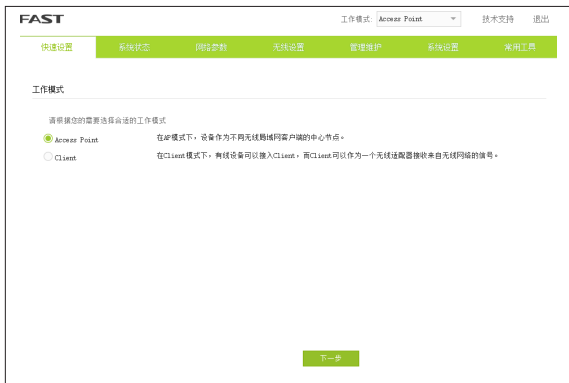 FAST 工作模式: Access Point 技术支持 退出
快速设置 系统状态 网络参数 无线设置 管理维护 系统设置 常用工具
工作模式
请根据您的需要选择合适的工作模式
Access Point 在AP模式下，设备作为不同无线局域网客户端的中心节点。
Client 在Client模式下，有线设备可以接入Client，而Client可以作为一个无线适配器接收来自无线网络的信号。
下一步